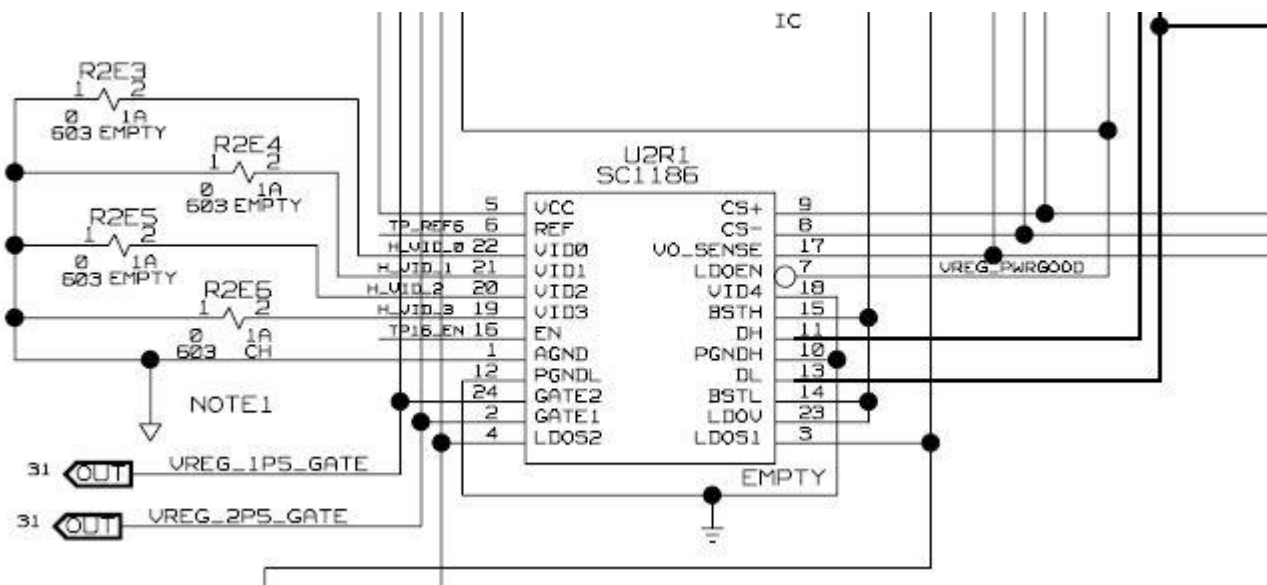 IC
R2E3
1 2
0 1A
603 EMPTY
R2E4
1 2
0 1A
603 EMPTY
R2E5
1 2
0 1A
603 EMPTY
R2E6
1 2
0 1A
603 CH
NOTE1
U2R1
SC1186
5 VCC CS+ 9
TP_REF6 6 REF CS- 8
H_VID_0 22 VID0 VO_SENSE 17
H_VID_1 21 VID1 LDOEN 7 VREG_PWRGOOD
H_VID_2 20 VID2 VID4 18
H_VID_3 19 VID3 BSTH 15
TP16_EN 16 EN DH 11
1 AGND PGNDH 10
12 PGNDL DL 13
24 GATE2 BSTL 14
2 GATE1 LDOV 23
4 LDOS2 LDOS1 3
EMPTY
31 OUT VREG_1P5_GATE
31 OUT VREG_2P5_GATE